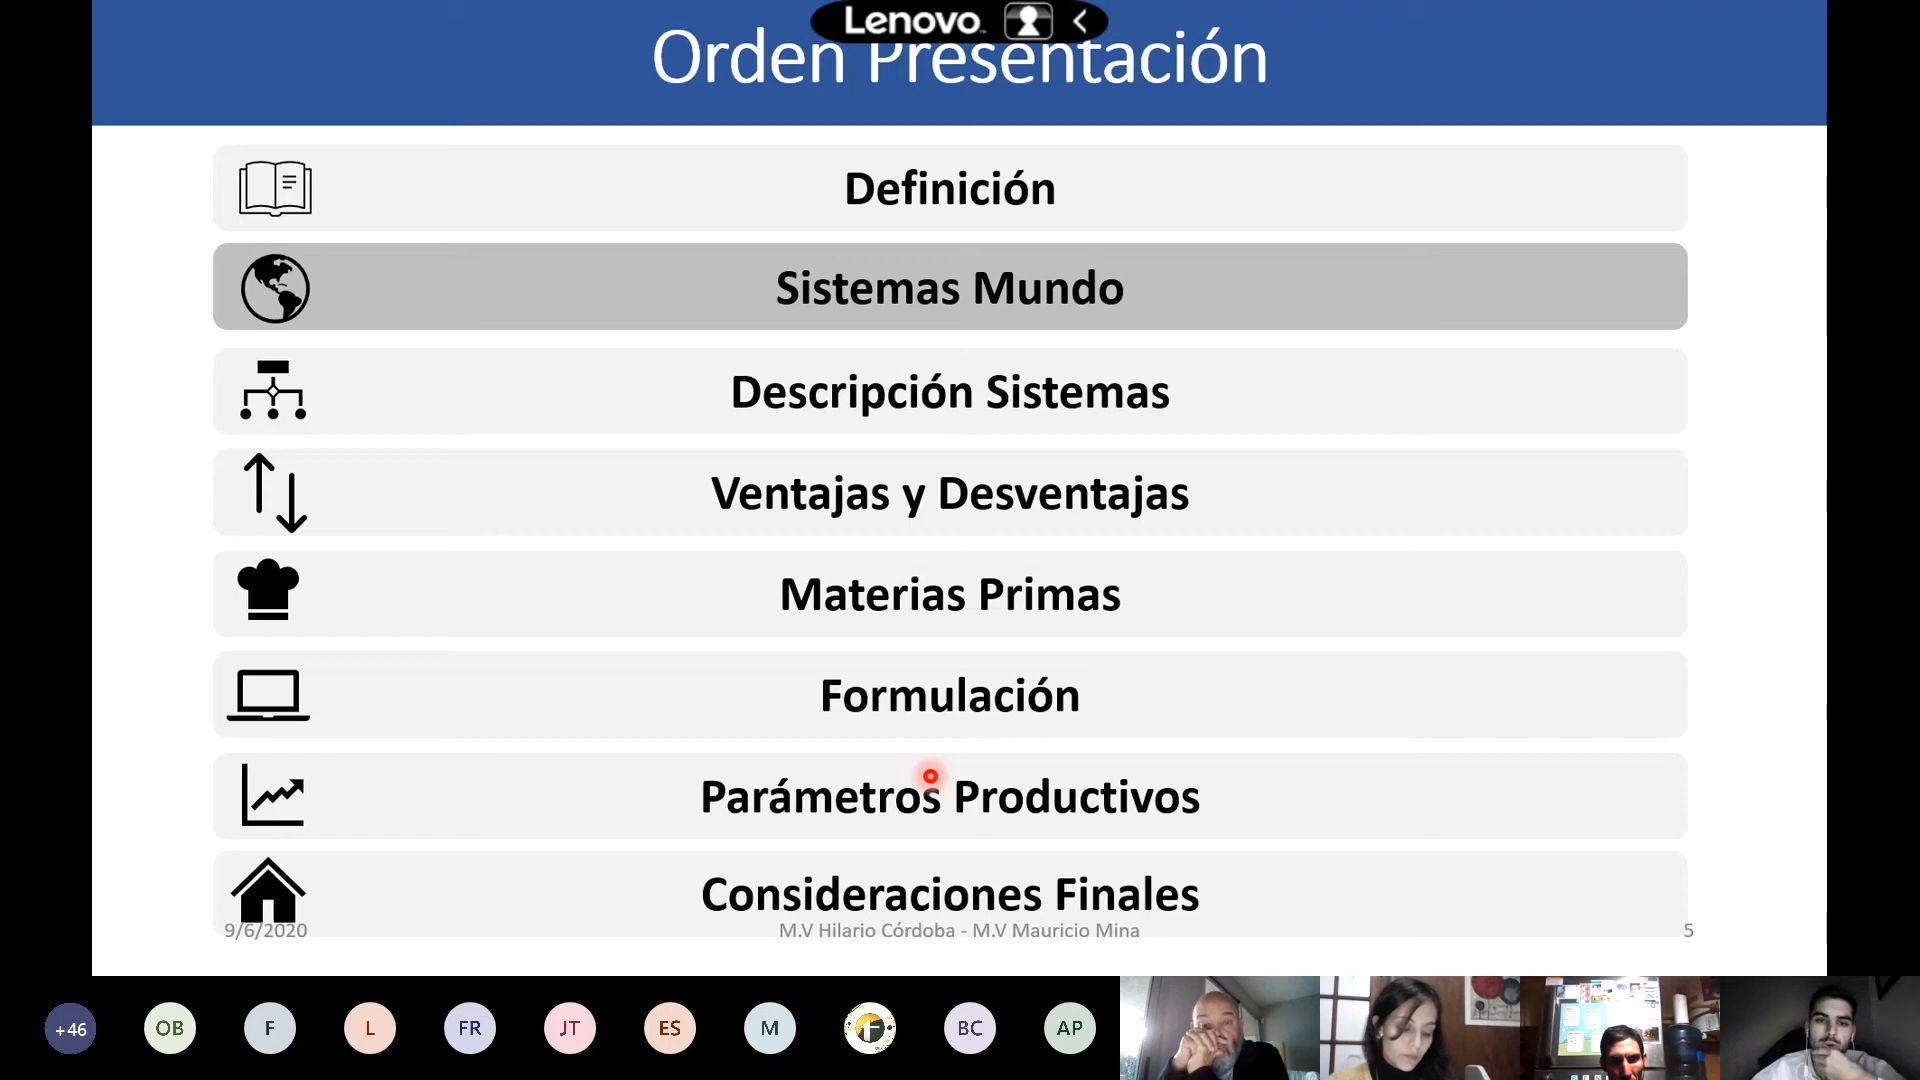 Lenovo
Orden Presentación
Definición
Sistemas Mundo
Descripción Sistemas
Ventajas y Desventajas
Materias Primas
Formulación
Parámetros Productivos
Consideraciones Finales
9/6/2020 M.V Hilario Córdoba - M.V Mauricio Mina 5
+46 OB F L FR JT ES M BC AP